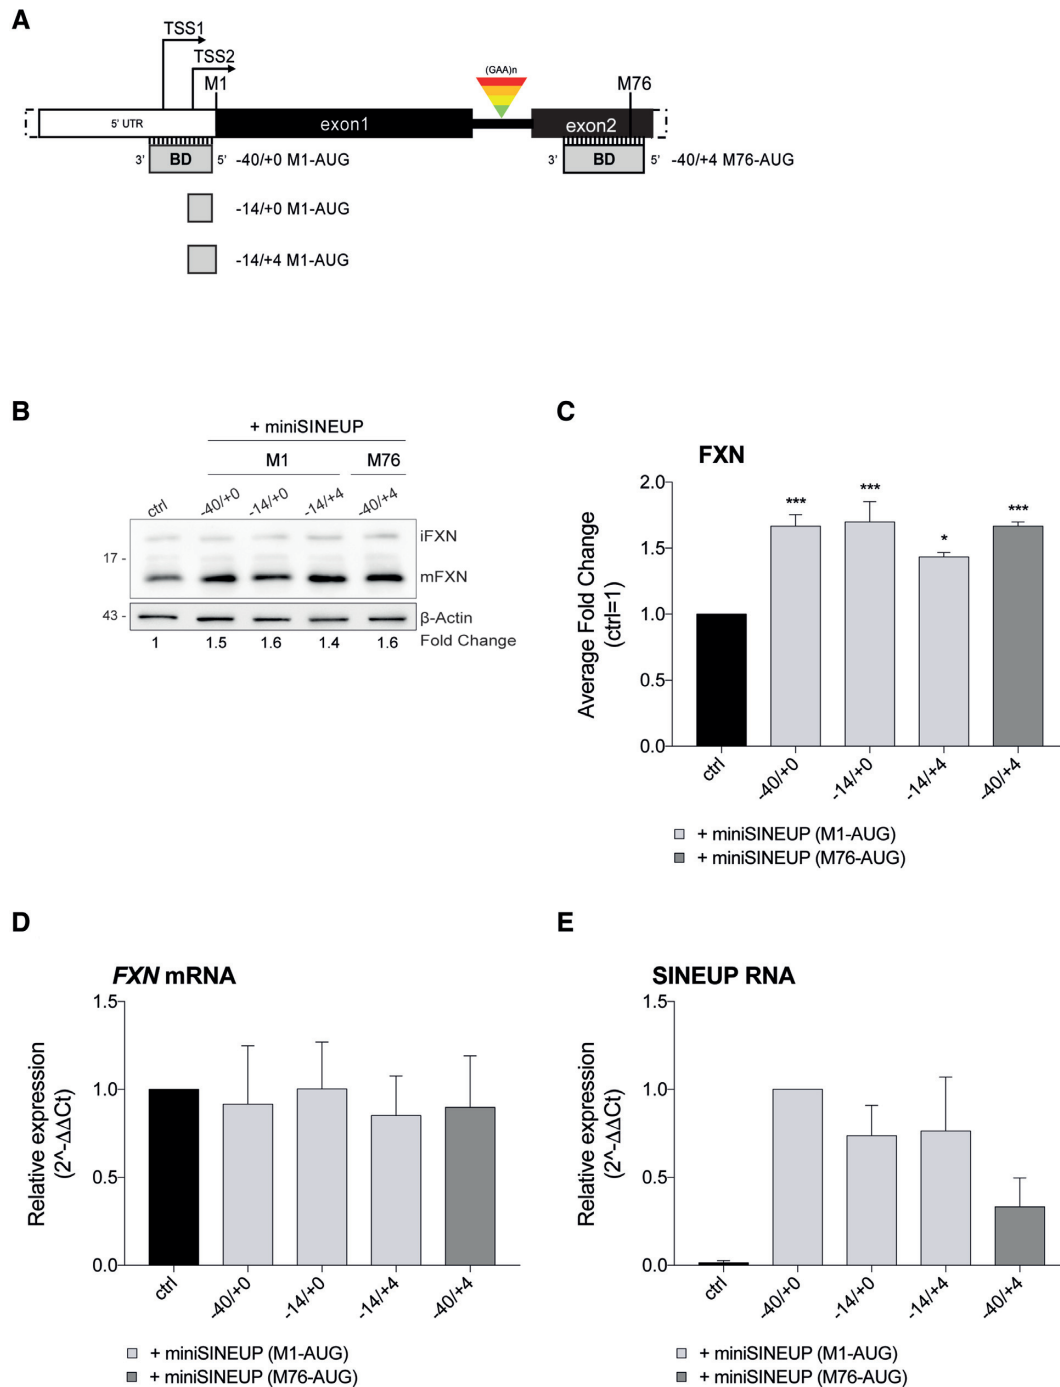 A
TSS1
TSS2
M1
(GAA)n
M76
5' UTR
exon1
exon2
3'
BD
5'
-40/+0 M1-AUG
3'
BD
5'
-40/+4 M76-AUG
-14/+0 M1-AUG
-14/+4 M1-AUG
B
+ miniSINEUP
M1
M76
ctrl
-40/+0
-14/+0
-14/+4
-40/+4
iFXN
17 -
mFXN
43 -
β-Actin
1
1.5
1.6
1.4
1.6
Fold Change
C
FXN
Average Fold Change
(ctrl=1)
2.0
1.5
1.0
0.5
0.0
***
***
*
***
ctrl
-40/+0
-14/+0
-14/+4
-40/+4
+ miniSINEUP (M1-AUG)
+ miniSINEUP (M76-AUG)
D
FXN mRNA
Relative expression
(2^-ΔΔCt)
1.5
1.0
0.5
0.0
ctrl
-40/+0
-14/+0
-14/+4
-40/+4
+ miniSINEUP (M1-AUG)
+ miniSINEUP (M76-AUG)
E
SINEUP RNA
Relative expression
(2^-ΔΔCt)
1.5
1.0
0.5
0.0
ctrl
-40/+0
-14/+0
-14/+4
-40/+4
+ miniSINEUP (M1-AUG)
+ miniSINEUP (M76-AUG)